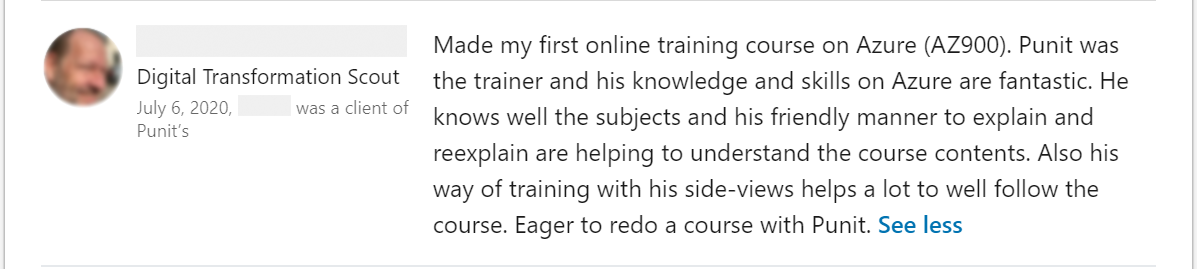 Digital Transformation Scout
July 6, 2020, was a client of
Punit’s
Made my first online training course on Azure (AZ900). Punit was
the trainer and his knowledge and skills on Azure are fantastic. He
knows well the subjects and his friendly manner to explain and
reexplain are helping to understand the course contents. Also his
way of training with his side-views helps a lot to well follow the
course. Eager to redo a course with Punit. See less